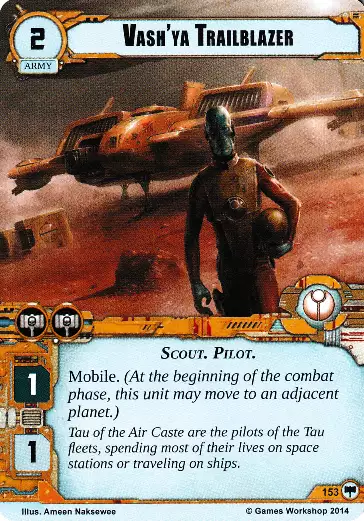 2
VASH'YA TRAILBLAZER
ARMY
SCOUT. PILOT.
1
Mobile. (At the beginning of the combat
phase, this unit may move to an adjacent
planet.)
1
Tau of the Air Caste are the pilots of the Tau
fleets, spending most of their lives on space
stations or traveling on ships.
153
Illus. Ameen Naksewee
© Games Workshop 2014